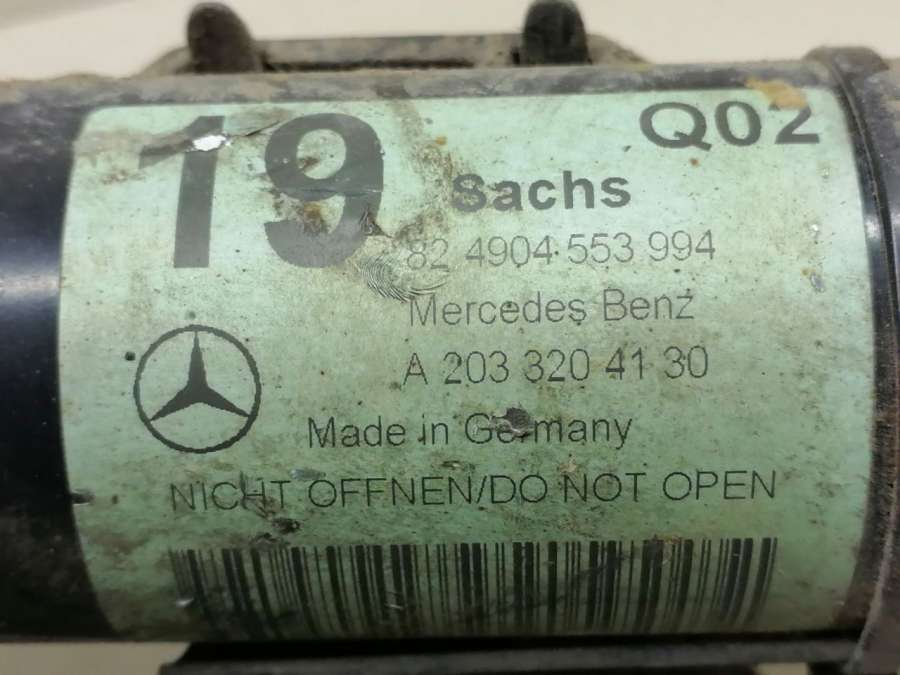 19
Q02
Sachs
82 4904 553 994
Mercedes Benz
A 203 320 41 30
Made in Germany
NICHT OFFNEN/DO NOT OPEN